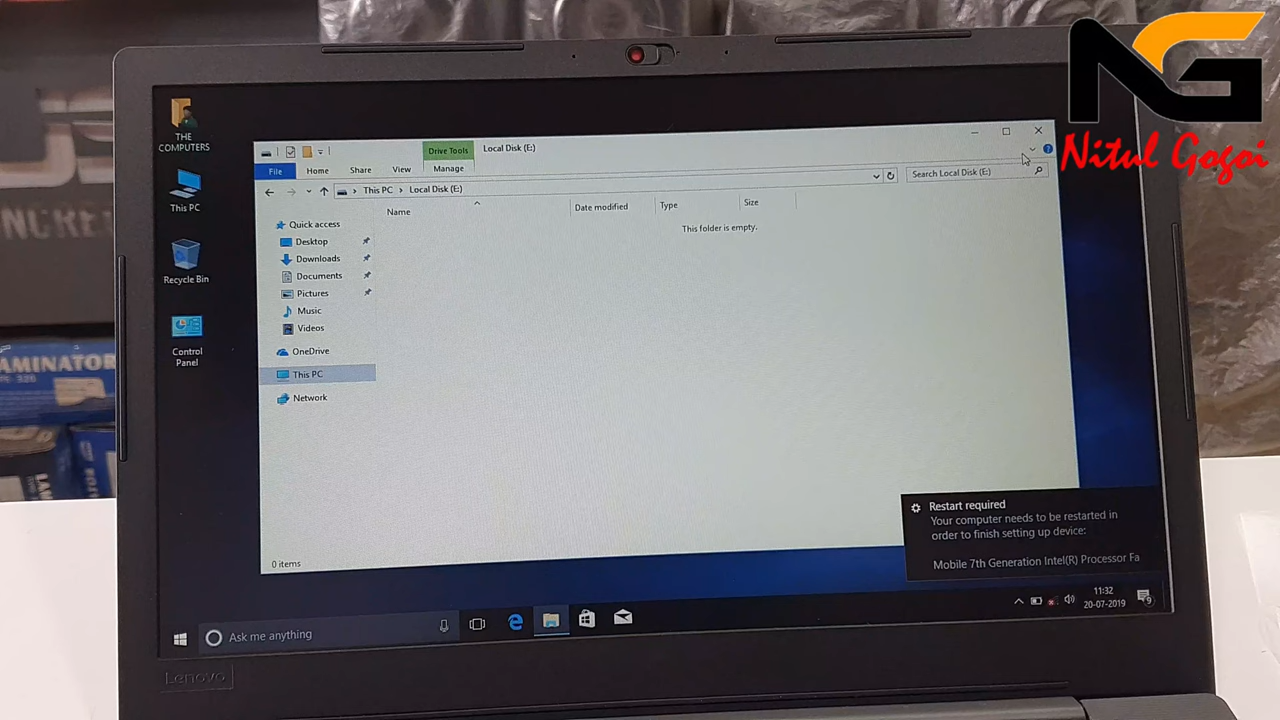 NG
Nitul Gogoi
THE
COMPUTERS
This PC
Recycle Bin
Control
Panel
Drive Tools
Local Disk (E:)
File
Home
Share
View
Manage
This PC
Local Disk (E:)
Search Local Disk (E:)
Name
Date modified
Type
Size
This folder is empty.
Quick access
Desktop
Downloads
Documents
Pictures
Music
Videos
OneDrive
This PC
Network
0 items
Restart required
Your computer needs to be restarted in
order to finish setting up device:
Mobile 7th Generation Intel(R) Processor Fa
Ask me anything
11:32
20-07-2019
9
Lenovo
AMINATOR